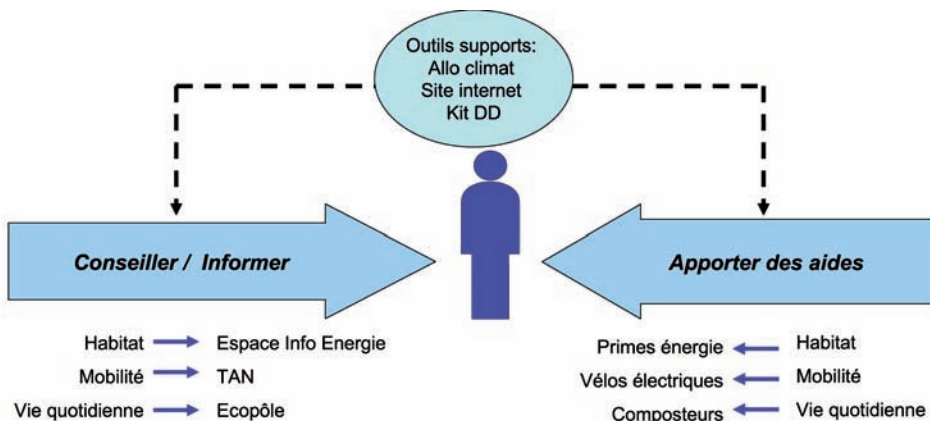 Outils supports:
Allo climat
Site internet
Kit DD
Conseiller / Informer
Apporter des aides
Habitat Espace Info Energie
Mobilité TAN
Vie quotidienne Ecopôle
Primes énergie Habitat
Vélos électriques Mobilité
Composteurs Vie quotidienne